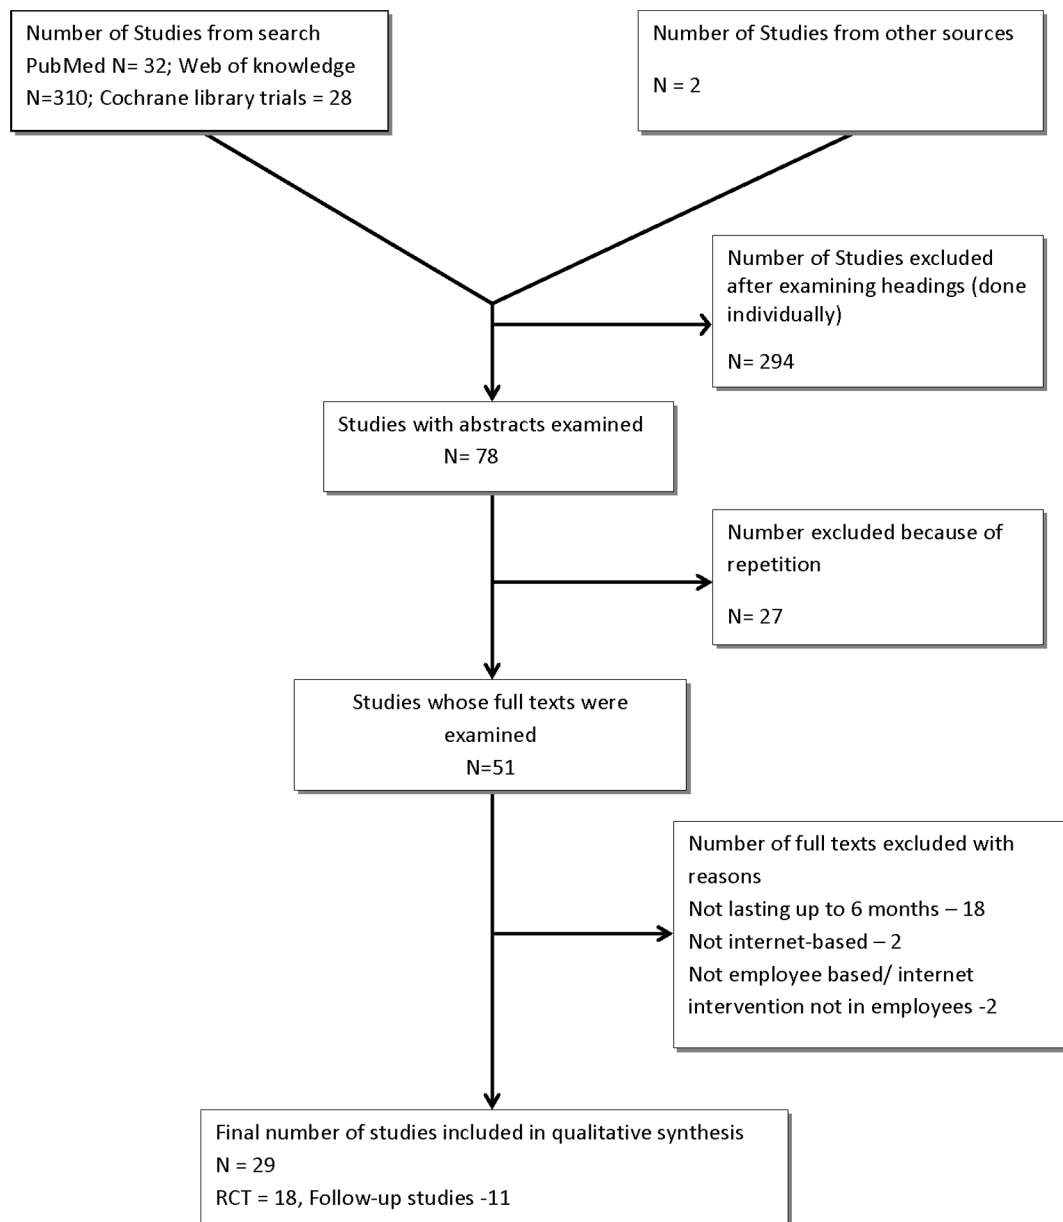 Number of Studies from search
PubMed N= 32; Web of knowledge
N=310; Cochrane library trials = 28
Number of Studies from other sources
N = 2
Number of Studies excluded
after examining headings (done
individually)
N= 294
Studies with abstracts examined
N= 78
Number excluded because of
repetition
N= 27
Studies whose full texts were
examined
N=51
Number of full texts excluded with
reasons
Not lasting up to 6 months – 18
Not internet-based – 2
Not employee based/ internet
intervention not in employees -2
Final number of studies included in qualitative synthesis
N = 29
RCT = 18, Follow-up studies -11